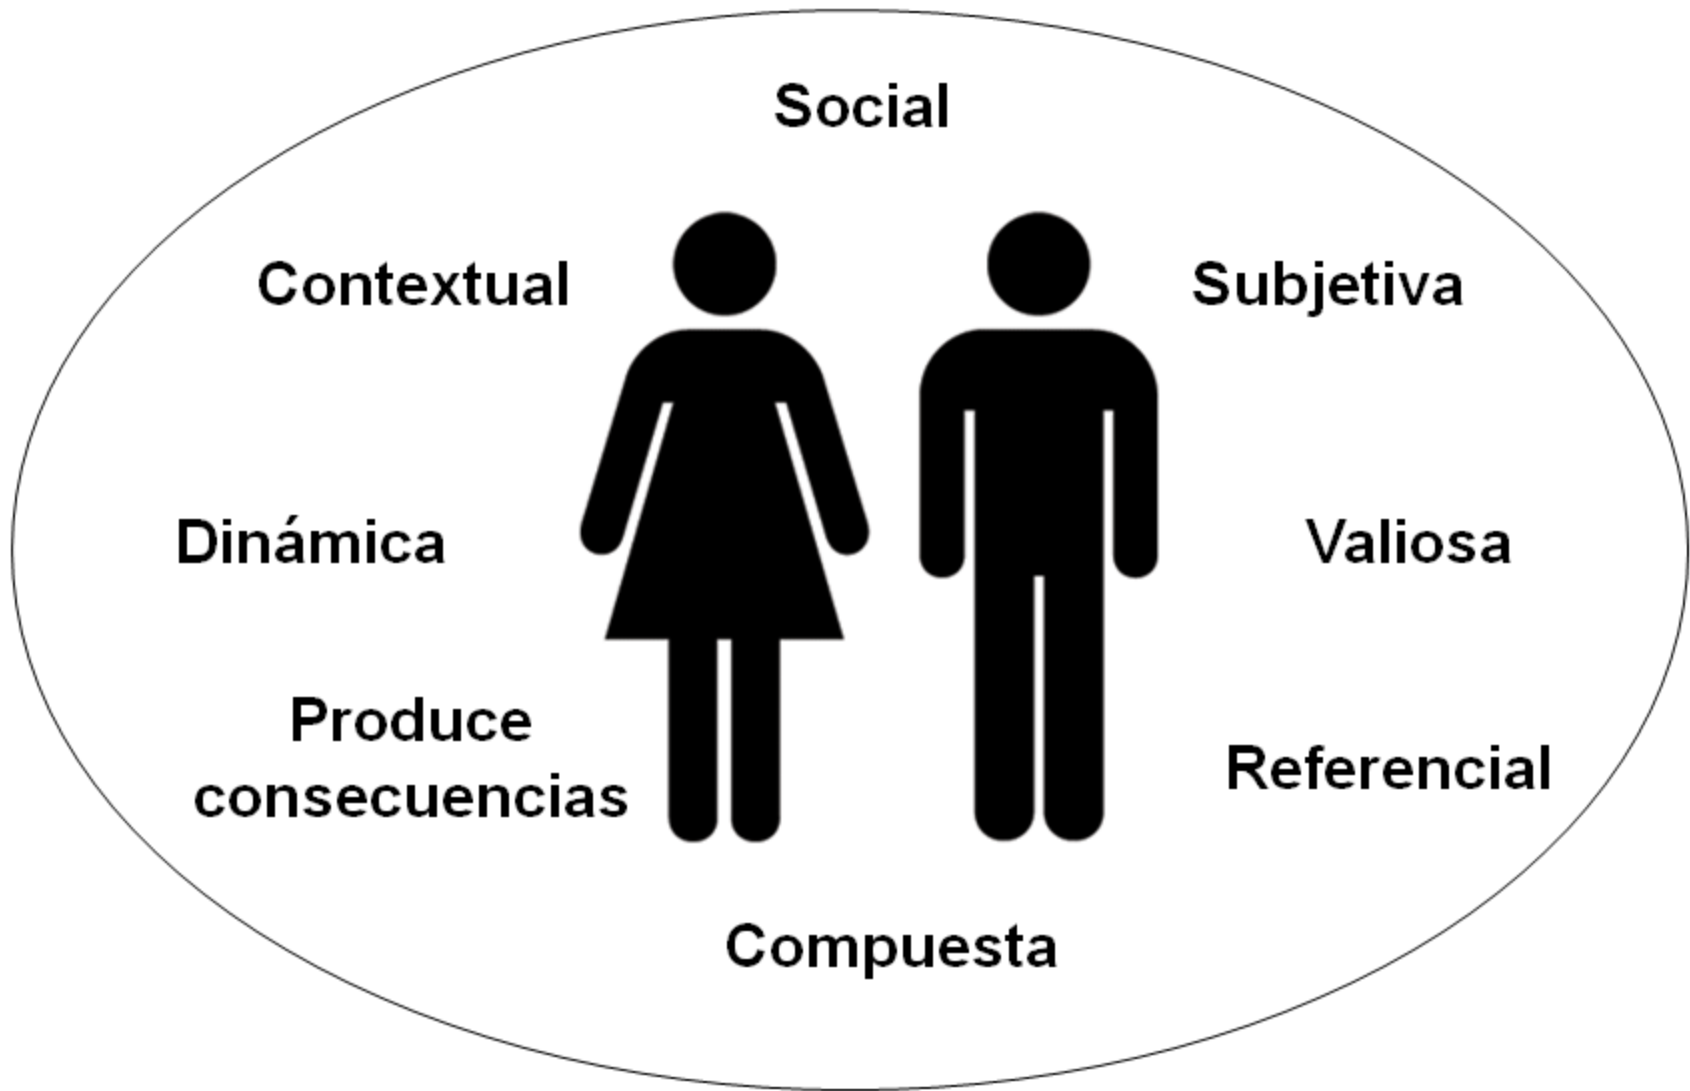 Social
Contextual
Subjetiva
Dinámica
Valiosa
Produce
consecuencias
Referencial
Compuesta